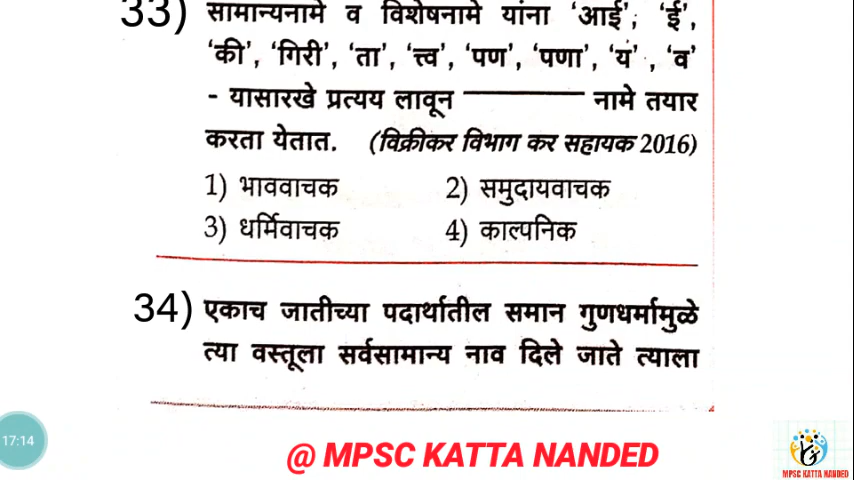 33) सामान्यनामे व विशेषनामे यांना 'आई', 'ई',
'की', 'गिरी', 'ता', 'त्त्व', 'पण', 'पणा', 'य' , 'व'
- यासारखे प्रत्यय लावून ________ नामे तयार
करता येतात. (विक्रीकर विभाग कर सहायक 2016)
1) भाववाचक 2) समुदायवाचक
3) धर्मिवाचक 4) काल्पनिक
34) एकाच जातीच्या पदार्थातील समान गुणधर्मामुळे
त्या वस्तूला सर्वसामान्य नाव दिले जाते त्याला
17:14
@ MPSC KATTA NANDED
MPSC KATTA NANDED